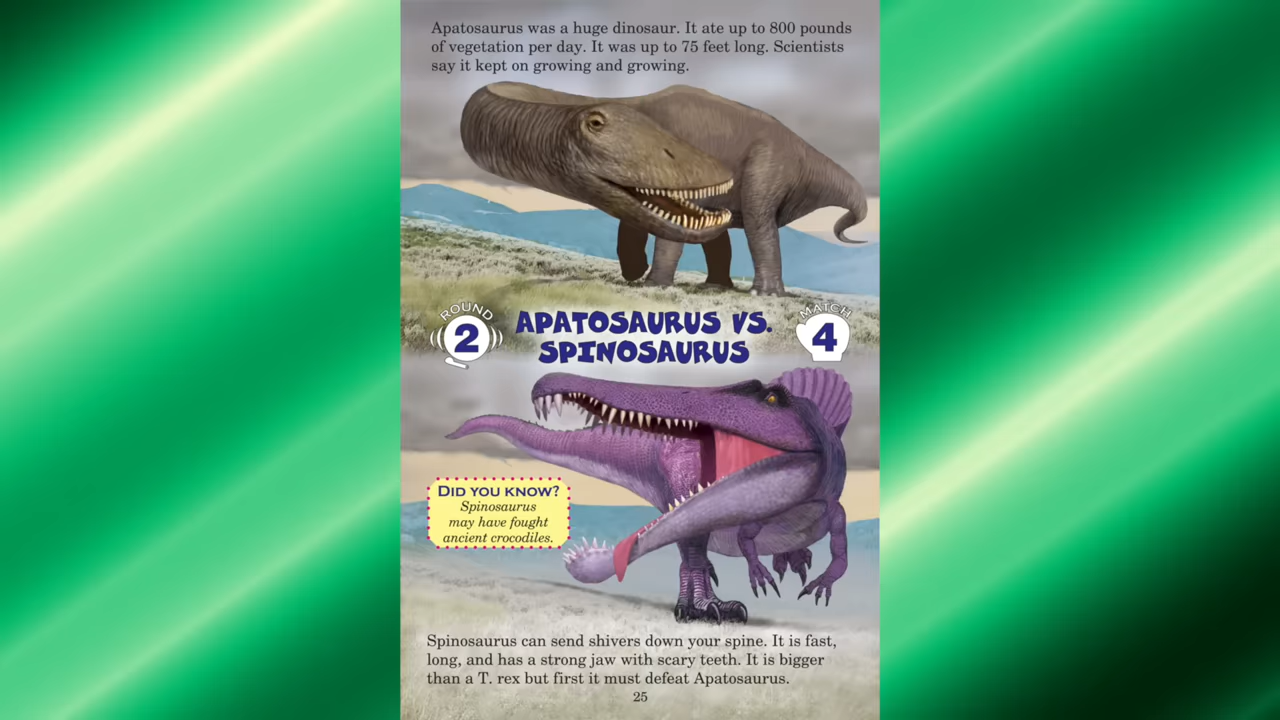 Apatosaurus was a huge dinosaur. It ate up to 800 pounds
of vegetation per day. It was up to 75 feet long. Scientists
say it kept on growing and growing.
ROUND
2
APATOSAURUS VS.
SPINOSAURUS
MATCH
4
DID YOU KNOW?
Spinosaurus
may have fought
ancient crocodiles.
Spinosaurus can send shivers down your spine. It is fast,
long, and has a strong jaw with scary teeth. It is bigger
than a T. rex but first it must defeat Apatosaurus.
25